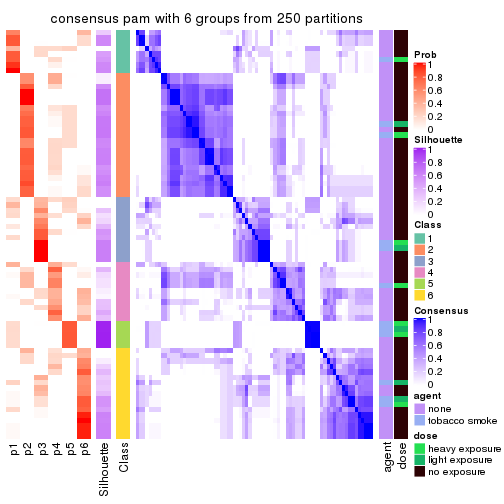 consensus pam with 6 groups from 250 partitions
Prob
1
0.8
0.6
0.4
0.2
0
Silhouette
1
0.8
0.6
0.4
0.2
0
Class
1
2
3
4
5
6
Consensus
1
0.8
0.6
0.4
0.2
0
agent
none
tobacco smoke
dose
heavy exposure
light exposure
no exposure
p1
p2
p3
p4
p5
p6
Silhouette
Class
agent
dose